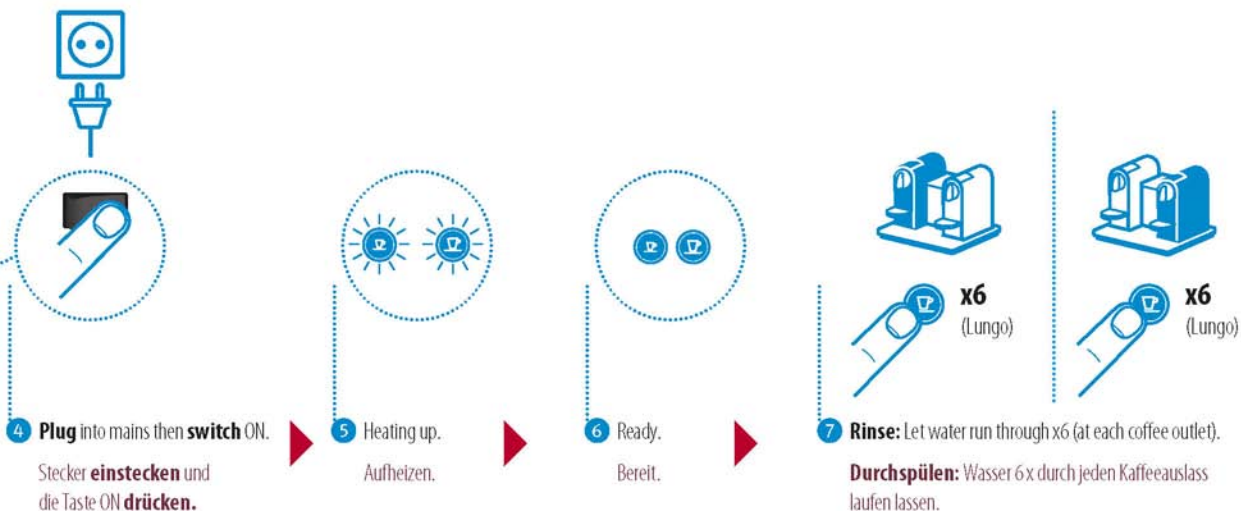 x6
(Lungo)
x6
(Lungo)
4 Plug into mains then switch ON.
Stecker einstecken und
die Taste ON drücken.
5 Heating up.
Aufheizen.
6 Ready.
Bereit.
7 Rinse: Let water run through x6 (at each coffee outlet).
Durchspülen: Wasser 6 x durch jeden Kaffeeauslass
laufen lassen.